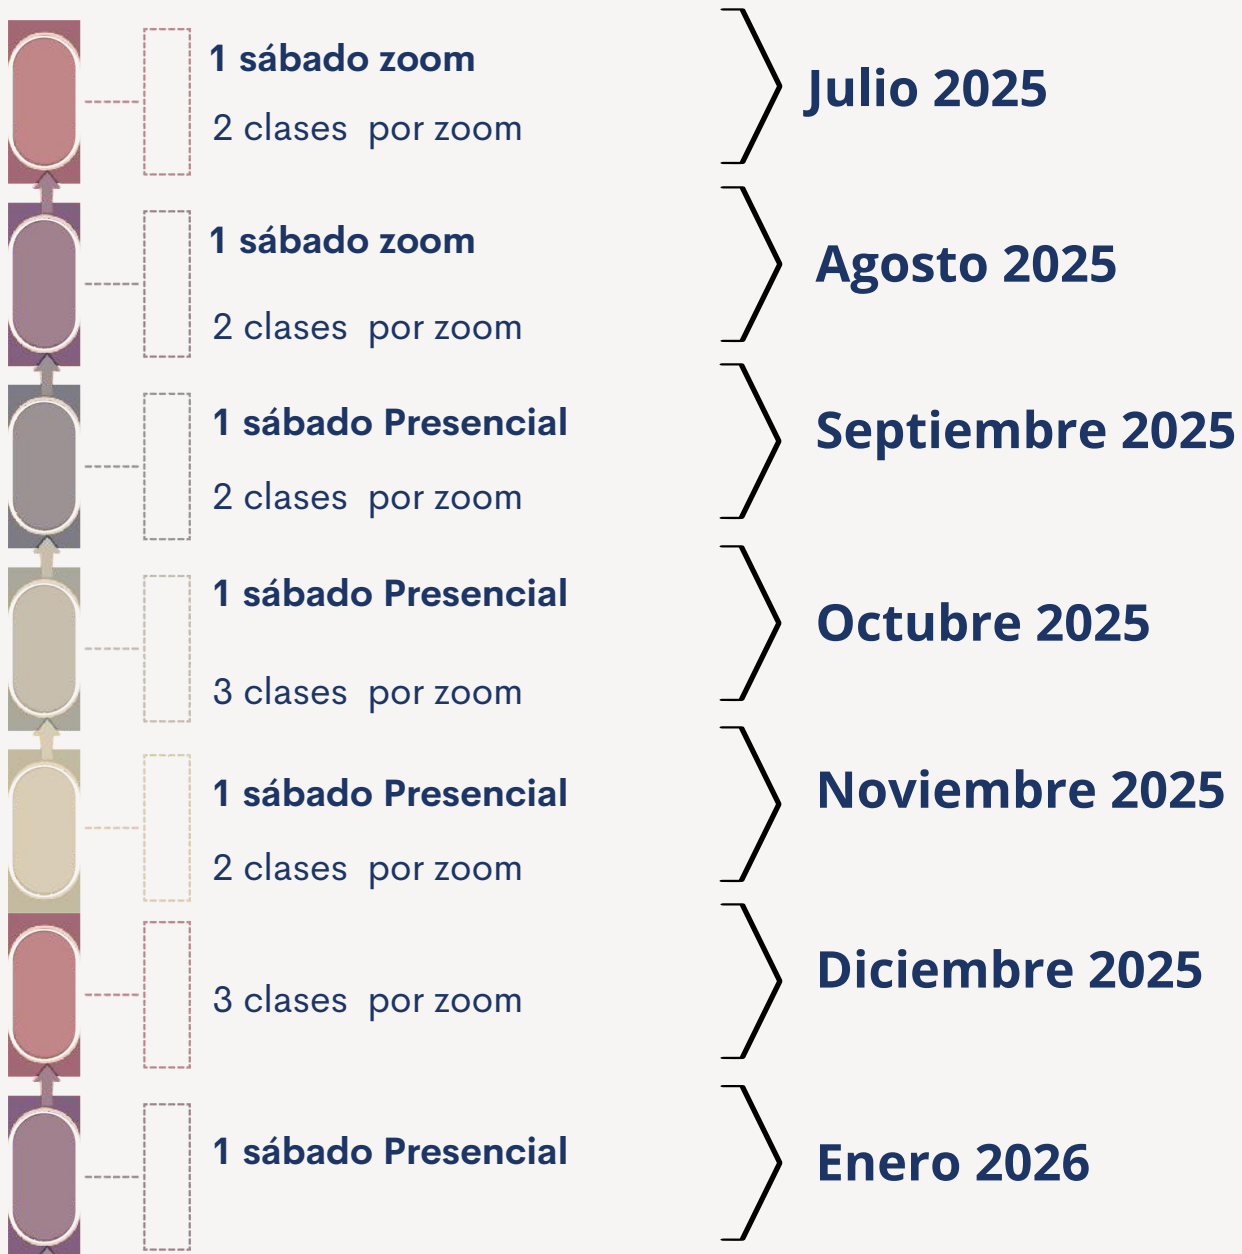 1 sábado zoom
2 clases por zoom
Julio 2025
1 sábado zoom
2 clases por zoom
Agosto 2025
1 sábado Presencial
2 clases por zoom
Septiembre 2025
1 sábado Presencial
3 clases por zoom
Octubre 2025
1 sábado Presencial
2 clases por zoom
Noviembre 2025
3 clases por zoom
Diciembre 2025
1 sábado Presencial
Enero 2026